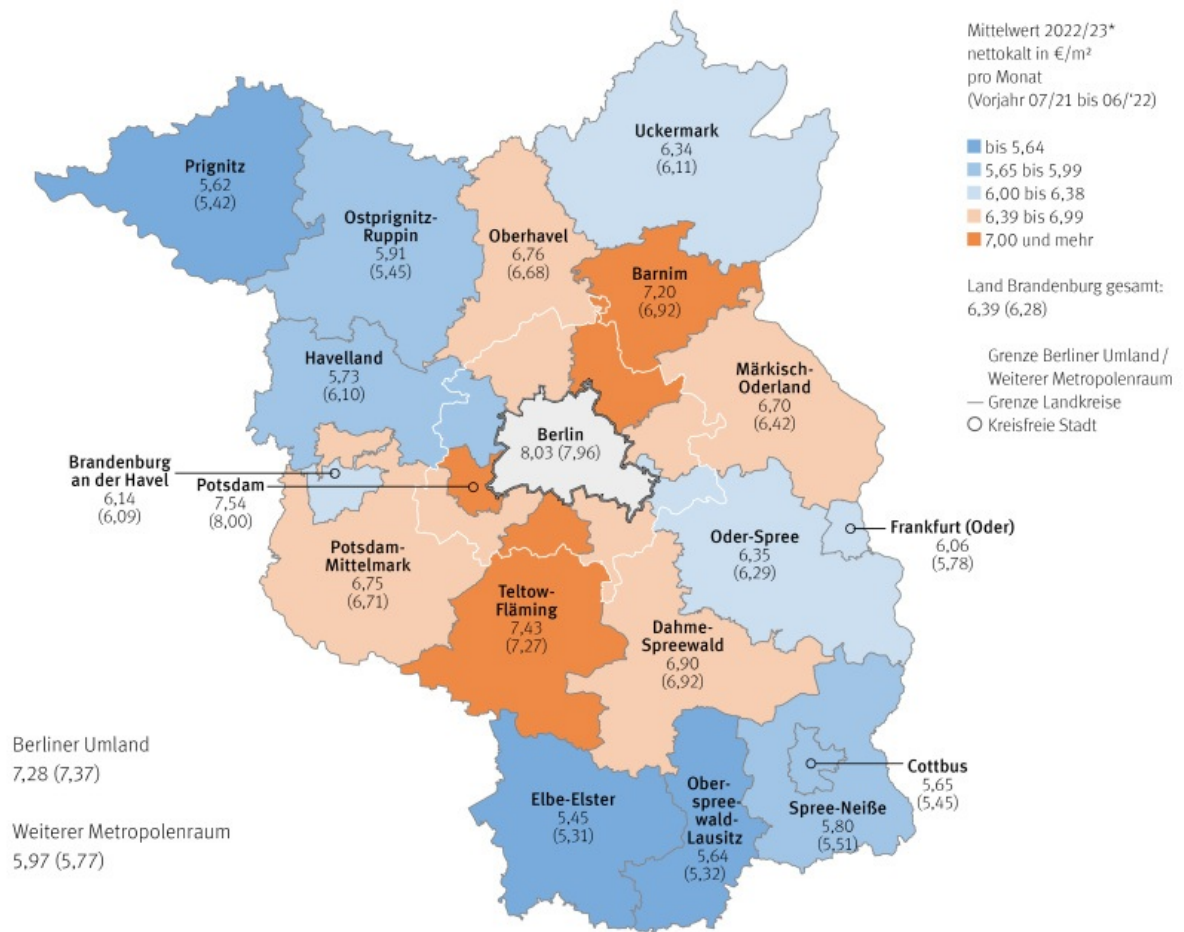 Mittelwert 2022/23*
nettokalt in €/m²
pro Monat
(Vorjahr 07/21 bis 06/‘22)
bis 5,64
5,65 bis 5,99
6,00 bis 6,38
6,39 bis 6,99
7,00 und mehr
Land Brandenburg gesamt:
6,39 (6,28)
Grenze Berliner Umland /
Weiterer Metropolenraum
Grenze Landkreise
Kreisfreie Stadt
Prignitz
5,62
(5,42)
Ostprignitz-
Ruppin
5,91
(5,45)
Oberhavel
6,76
(6,68)
Uckermark
6,34
(6,11)
Barnim
7,20
(6,92)
Havelland
5,73
(6,10)
Märkisch-
Oderland
6,70
(6,42)
Berlin
8,03 (7,96)
Brandenburg
an der Havel
6,14
(6,09)
Potsdam
7,54
(8,00)
Potsdam-
Mittelmark
6,75
(6,71)
Teltow-
Fläming
7,43
(7,27)
Oder-Spree
6,35
(6,29)
Frankfurt (Oder)
6,06
(5,78)
Dahme-
Spreewald
6,90
(6,92)
Elbe-Elster
5,45
(5,31)
Ober-
spree-
wald-
Lausitz
5,64
(5,32)
Cottbus
5,65
(5,45)
Spree-Neiße
5,80
(5,51)
Berliner Umland
7,28 (7,37)
Weiterer Metropolenraum
5,97 (5,77)